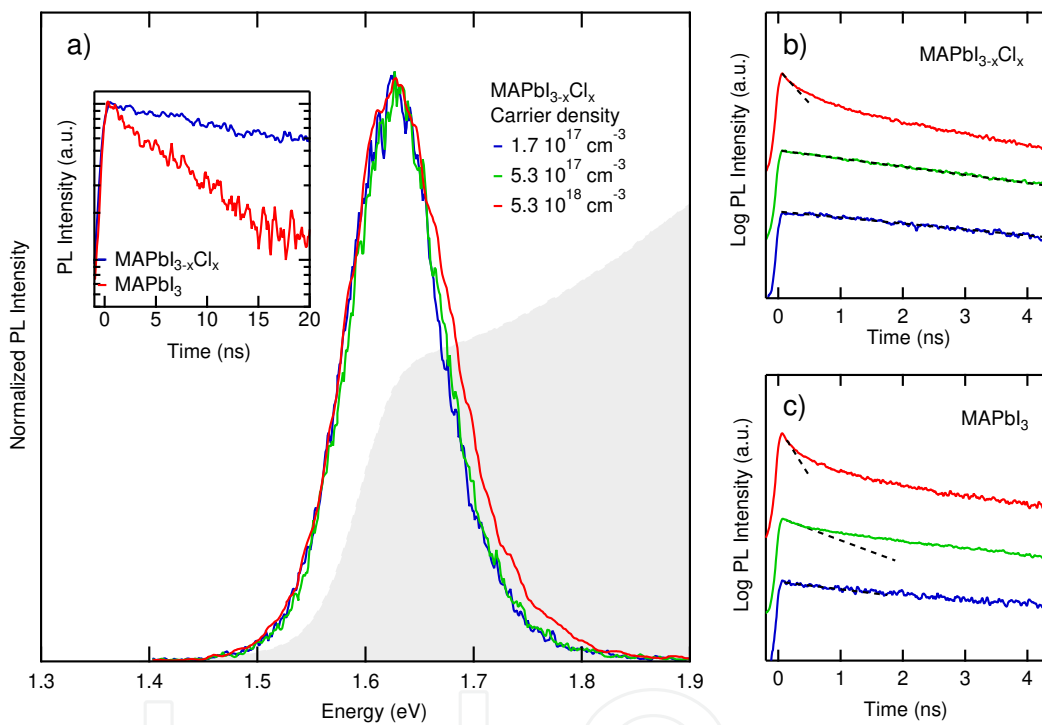 a)
MAPbI3-xClx
Carrier density
1.7 10^17 cm^-3
5.3 10^17 cm^-3
5.3 10^18 cm^-3
PL Intensity (a.u.)
MAPbI3-xClx
MAPbI3
0 5 10 15 20
Time (ns)
Normalized PL Intensity
1.3 1.4 1.5 1.6 1.7 1.8 1.9
Energy (eV)
b)
MAPbI3-xClx
Log PL Intensity (a.u.)
0 1 2 3 4
c)
MAPbI3
Log PL Intensity (a.u.)
0 1 2 3 4
Time (ns)